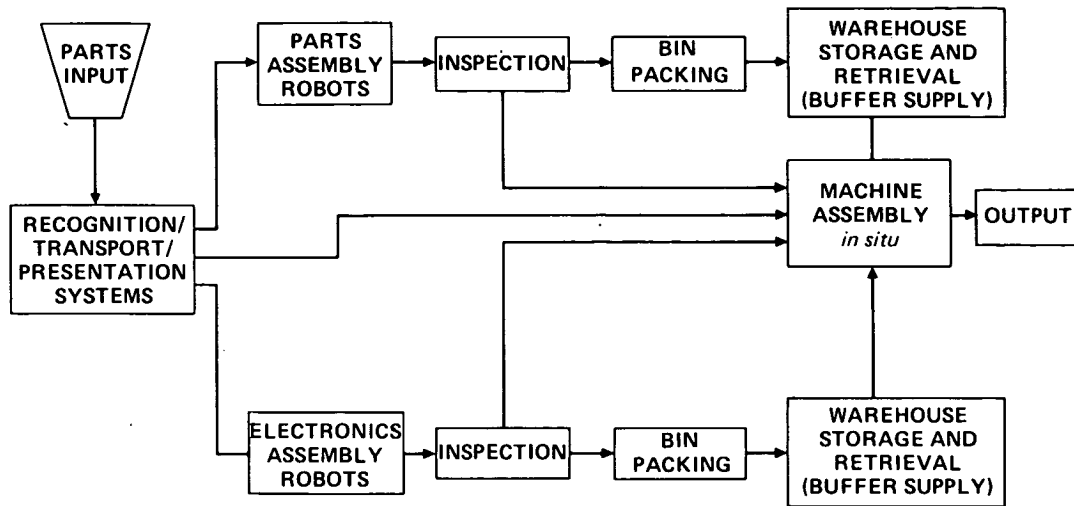 PARTS
INPUT
PARTS
ASSEMBLY
ROBOTS
INSPECTION
BIN
PACKING
WAREHOUSE
STORAGE AND
RETRIEVAL
(BUFFER SUPPLY)
RECOGNITION/
TRANSPORT/
PRESENTATION
SYSTEMS
MACHINE
ASSEMBLY
in situ
OUTPUT
ELECTRONICS
ASSEMBLY
ROBOTS
INSPECTION
BIN
PACKING
WAREHOUSE
STORAGE AND
RETRIEVAL
(BUFFER SUPPLY)